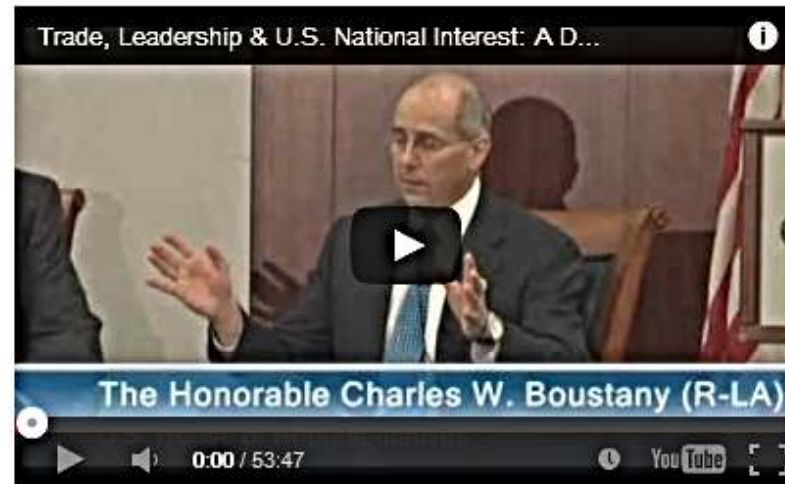 Trade, Leadership & U.S. National Interest: A D...
The Honorable Charles W. Boustany (R-LA)
0:00 / 53:47 YouTube